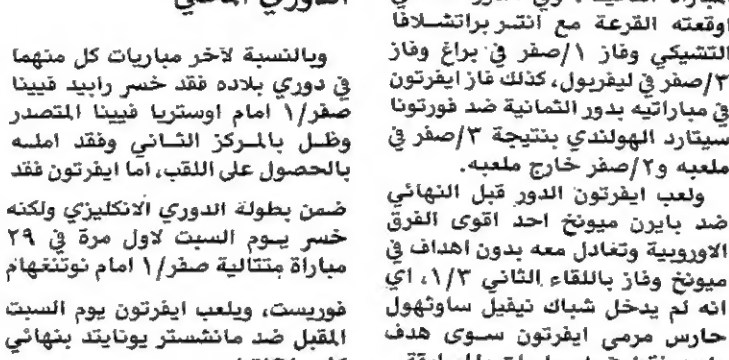 اوقعته القرعة مع انتر براتشلافا
التشيكي وفاز ١/صفر في براغ وفاز
٣/صفر في ليفربول، كذلك فاز ايفرتون
في مباراتيه بدور الثمانية ضد فورتونا
سيتارد الهولندي بنتيجة ٣/صفر في
ملعبه و٢/صفر خارج ملعبه.
ولعب ايفرتون الدور قبل النهائي
ضد بايرن ميونخ احد اقوى الفرق
الاوروبية وتعادل معه بدون اهداف في
ميونخ وفاز باللقاء الثاني ١/٣، اي
انه لم يدخل شباك نيفيل ساوثهول
حارس مرمى ايفرتون سوى هدف
وبالنسبة لآخر مباريات كل منهما
في دوري بلاده فقد خسر رابيد فيينا
صفر/١ امام اوستريا فيينا المتصدر
وظل بالمركز الثاني وفقد امله
بالحصول على اللقب، اما ايفرتون فقد
ضمن بطولة الدوري الانكليزي ولكنه
خسر يوم السبت لاول مرة في ٢٩
مباراة متتالية صفر/١ امام نوتنغهام
فوريست، ويلعب ايفرتون يوم السبت
المقبل ضد مانشستر يونايتد بنهائي